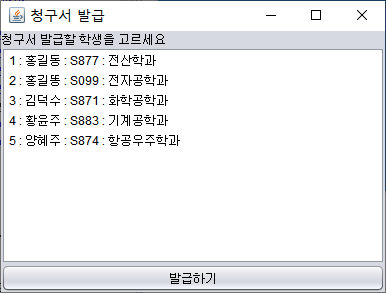 청구서 발급
청구서 발급할 학생을 고르세요
1 : 홍길동 : S877 : 전산학과
2 : 홍길똥 : S099 : 전자공학과
3 : 김덕수 : S871 : 화학공학과
4 : 황윤주 : S883 : 기계공학과
5 : 양혜주 : S874 : 항공우주학과
발급하기